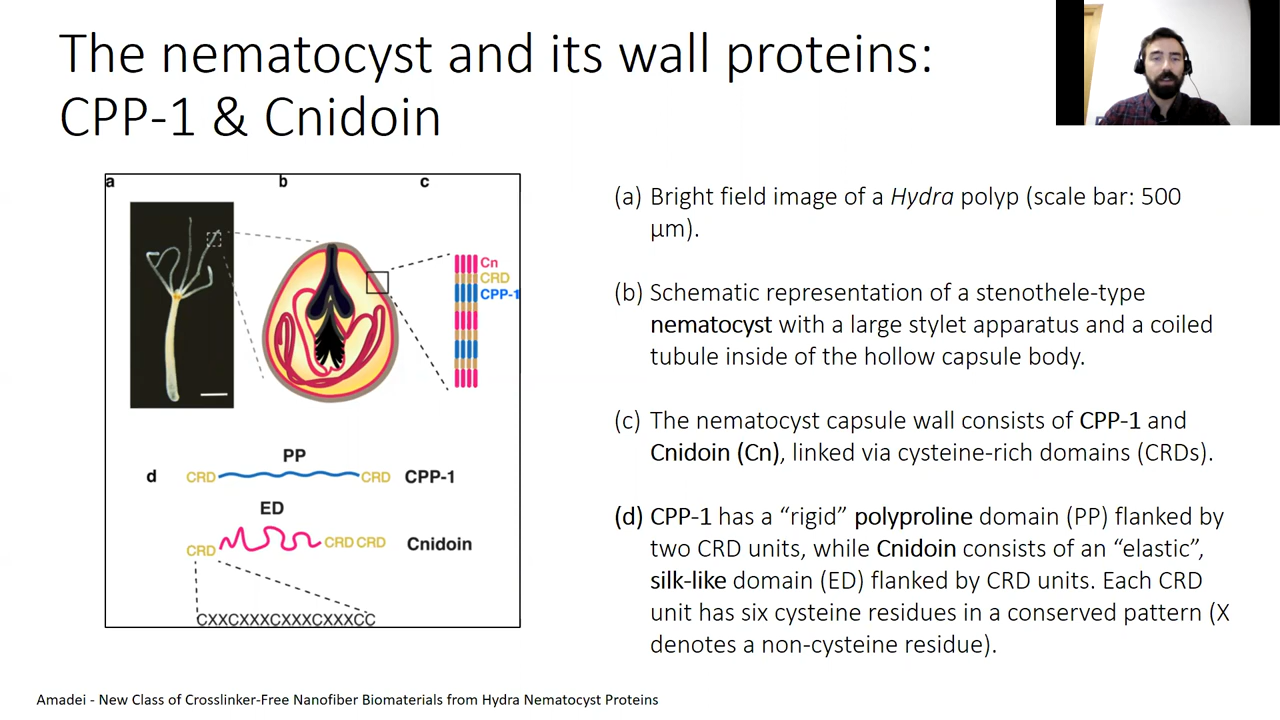 The nematocyst and its wall proteins:
CPP-1 & Cnidoin
a b c
Cn
CRD
CPP-1
PP
d CRD CRD CPP-1
ED
CRD CRD CRD Cnidoin
CXXCXXXCXXXCXXXCC
(a) Bright field image of a Hydra polyp (scale bar: 500
μm).
(b) Schematic representation of a stenothele-type
nematocyst with a large stylet apparatus and a coiled
tubule inside of the hollow capsule body.
(c) The nematocyst capsule wall consists of CPP-1 and
Cnidoin (Cn), linked via cysteine-rich domains (CRDs).
(d) CPP-1 has a “rigid” polyproline domain (PP) flanked by
two CRD units, while Cnidoin consists of an “elastic”,
silk-like domain (ED) flanked by CRD units. Each CRD
unit has six cysteine residues in a conserved pattern (X
denotes a non-cysteine residue).
Amadei - New Class of Crosslinker-Free Nanofiber Biomaterials from Hydra Nematocyst Proteins